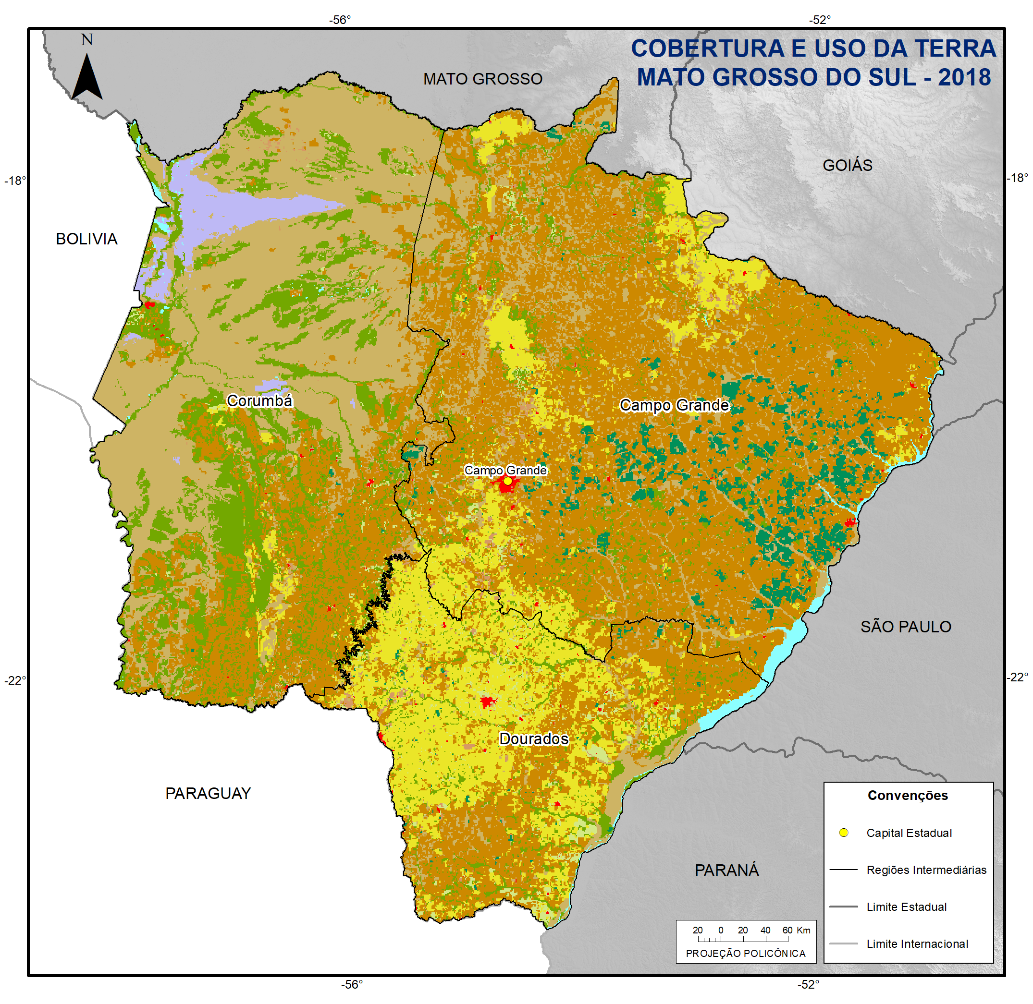 -56°
-52°
N
COBERTURA E USO DA TERRA
MATO GROSSO DO SUL - 2018
MATO GROSSO
GOIÁS
-18°
-18°
BOLIVIA
Corumbá
Campo Grande
Campo Grande
SÃO PAULO
-22°
-22°
Dourados
PARAGUAY
PARANÁ
Convenções
Capital Estadual
Regiões Intermediárias
Limite Estadual
Limite Internacional
20 0 20 40 60 Km
PROJEÇÃO POLICÔNICA
-56°
-52°